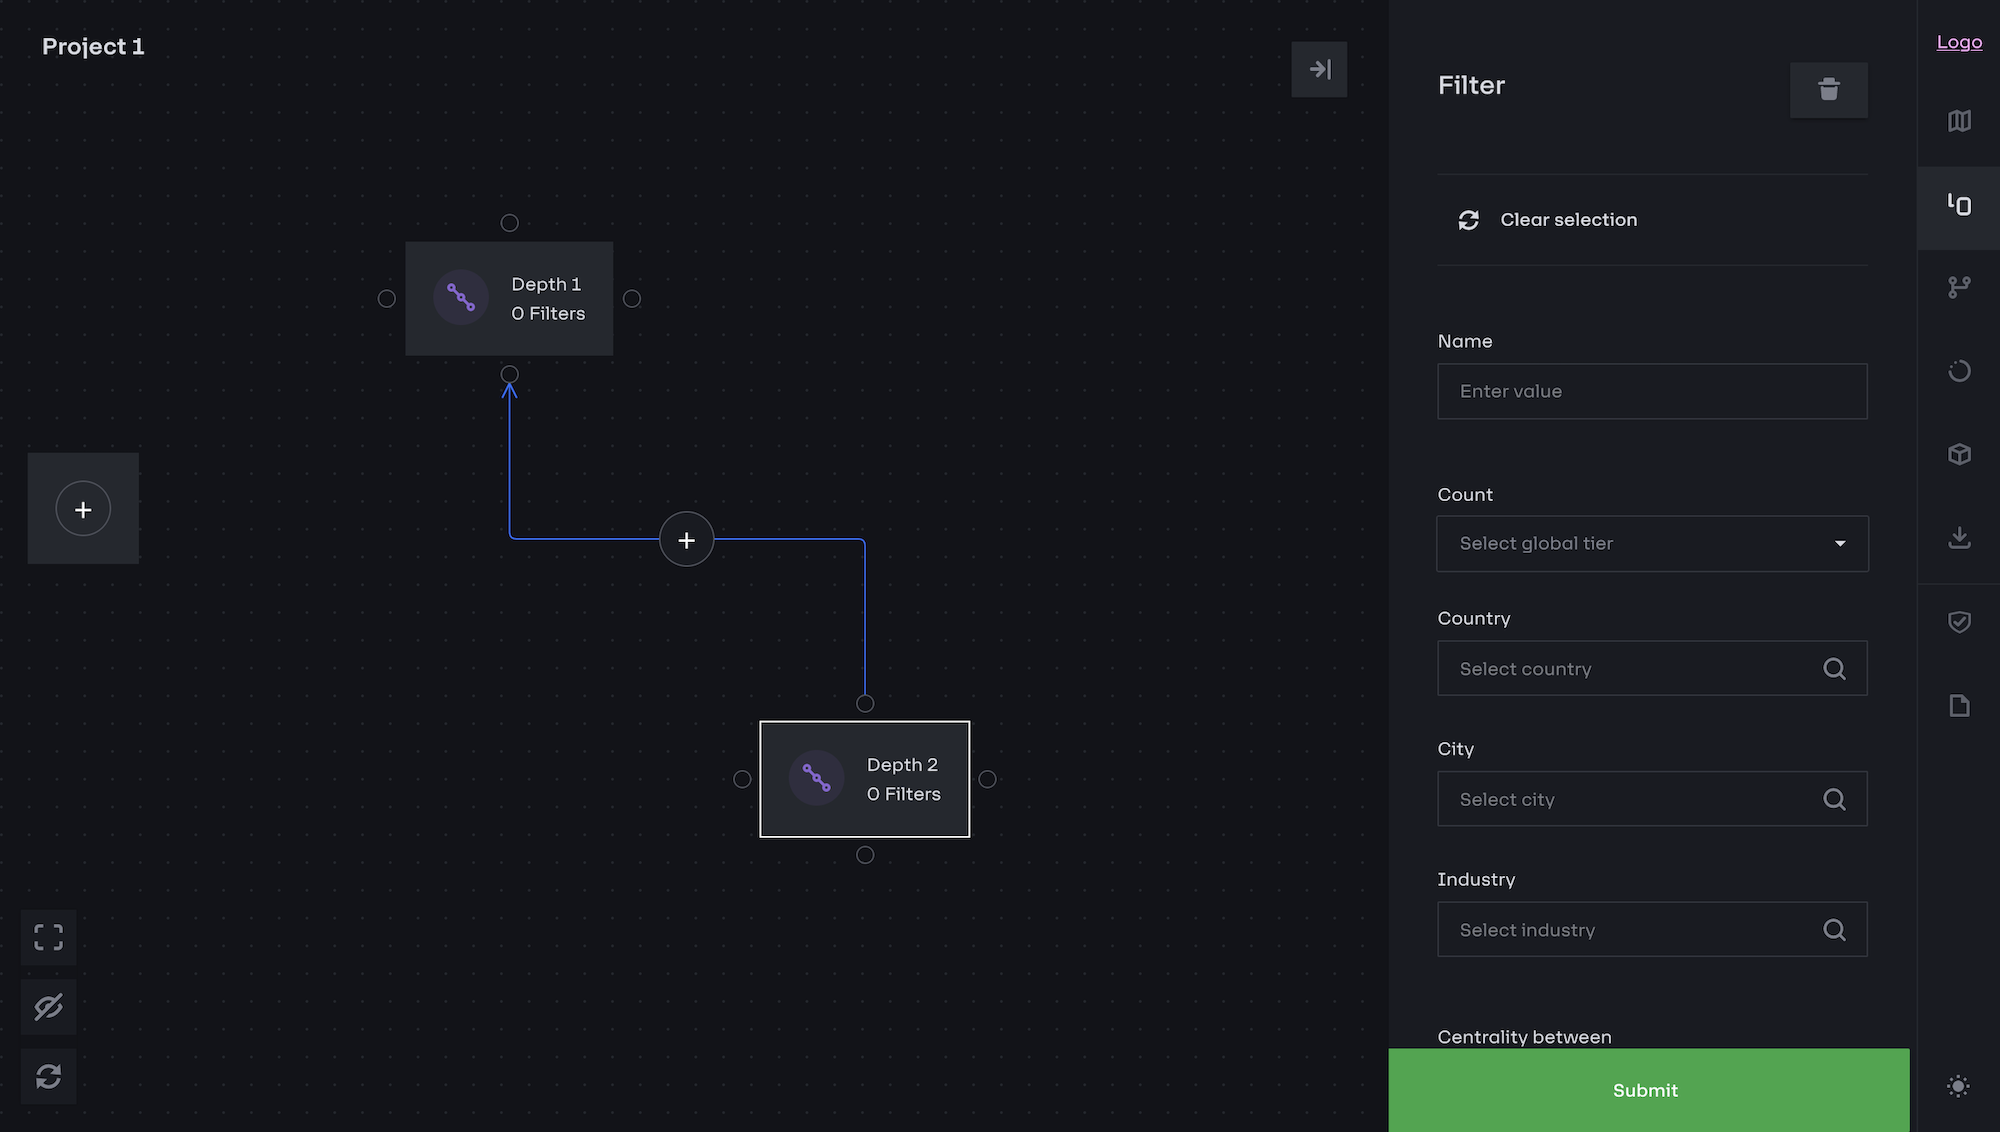 Project 1
Depth 1
0 Filters
Depth 2
0 Filters
Filter
Clear selection
Name
Enter value
Count
Select global tier
Country
Select country
City
Select city
Industry
Select industry
Centrality between
Submit
Logo